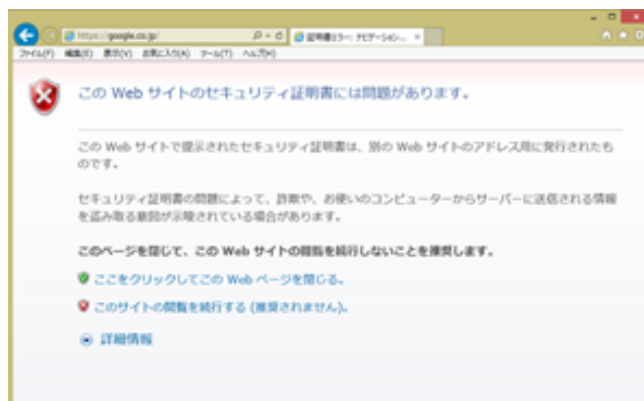 https://google.co.jp/
証明書エラー: ナビゲーション...
ファイル(F) 編集(E) 表示(V) お気に入り(A) ツール(T) ヘルプ(H)
この Web サイトのセキュリティ証明書には問題があります。
この Web サイトで提示されたセキュリティ証明書は、別の Web サイトのアドレス用に発行されたも
のです。
セキュリティ証明書の問題によって、詐欺や、お使いのコンピューターからサーバーに送信される情報
を盗み取る意図が示唆されている場合があります。
このページを閉じて、この Web サイトの閲覧を続行しないことを推奨します。
ここをクリックしてこの Web ページを閉じる。
このサイトの閲覧を続行する (推奨されません)。
詳細情報